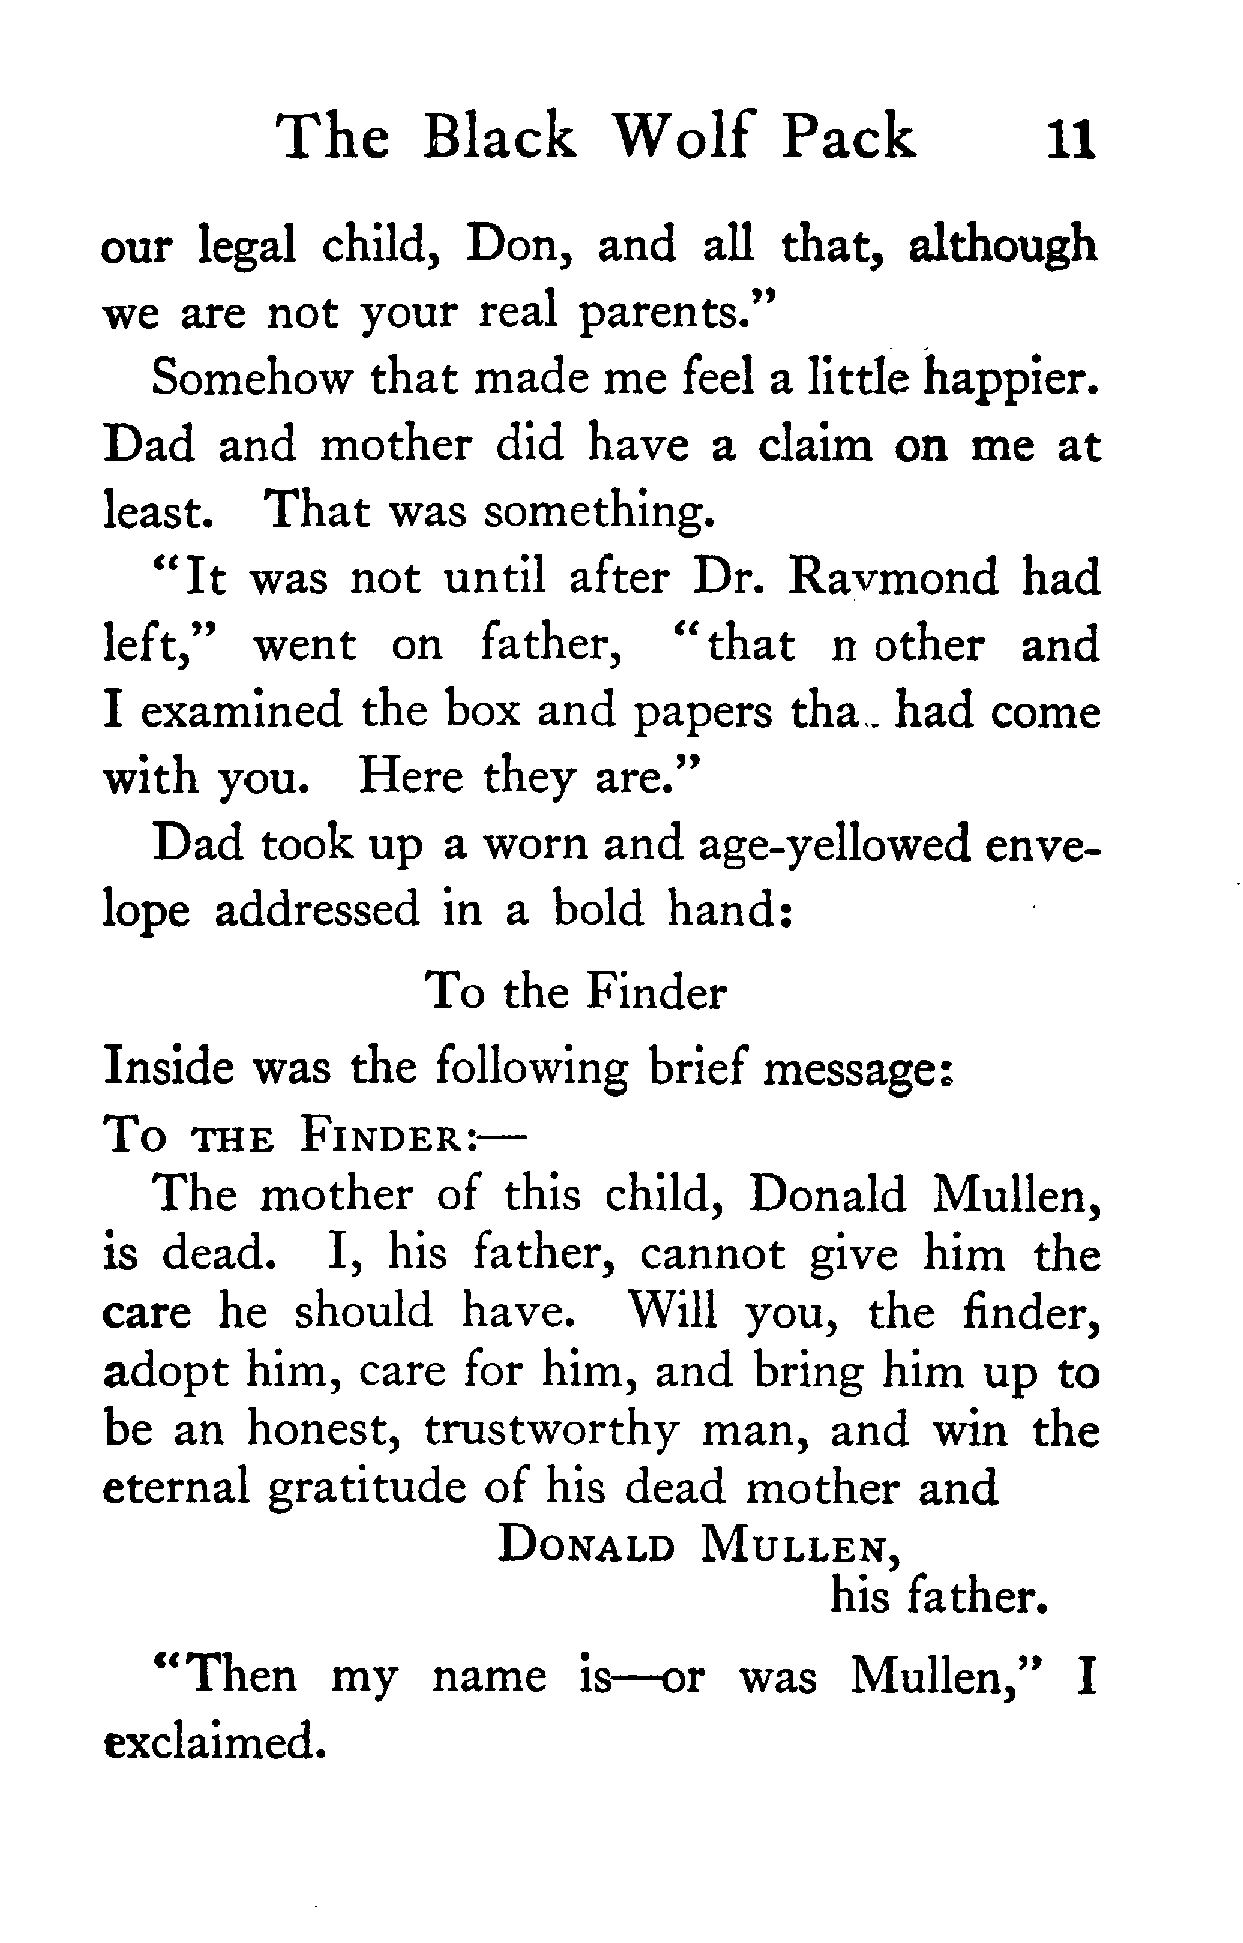 The Black Wolf Pack 11
our legal child, Don, and all that, although
we are not your real parents.”
Somehow that made me feel a little happier.
Dad and mother did have a claim on me at
least. That was something.
“It was not until after Dr. Ravmond had
left,” went on father, “that n other and
I examined the box and papers tha.. had come
with you. Here they are.”
Dad took up a worn and age-yellowed enve-
lope addressed in a bold hand:
To the Finder
Inside was the following brief message:
To the Finder:—
The mother of this child, Donald Mullen,
is dead. I, his father, cannot give him the
care he should have. Will you, the finder,
adopt him, care for him, and bring him up to
be an honest, trustworthy man, and win the
eternal gratitude of his dead mother and
Donald Mullen,
his father.
“Then my name is—or was Mullen,” I
exclaimed.